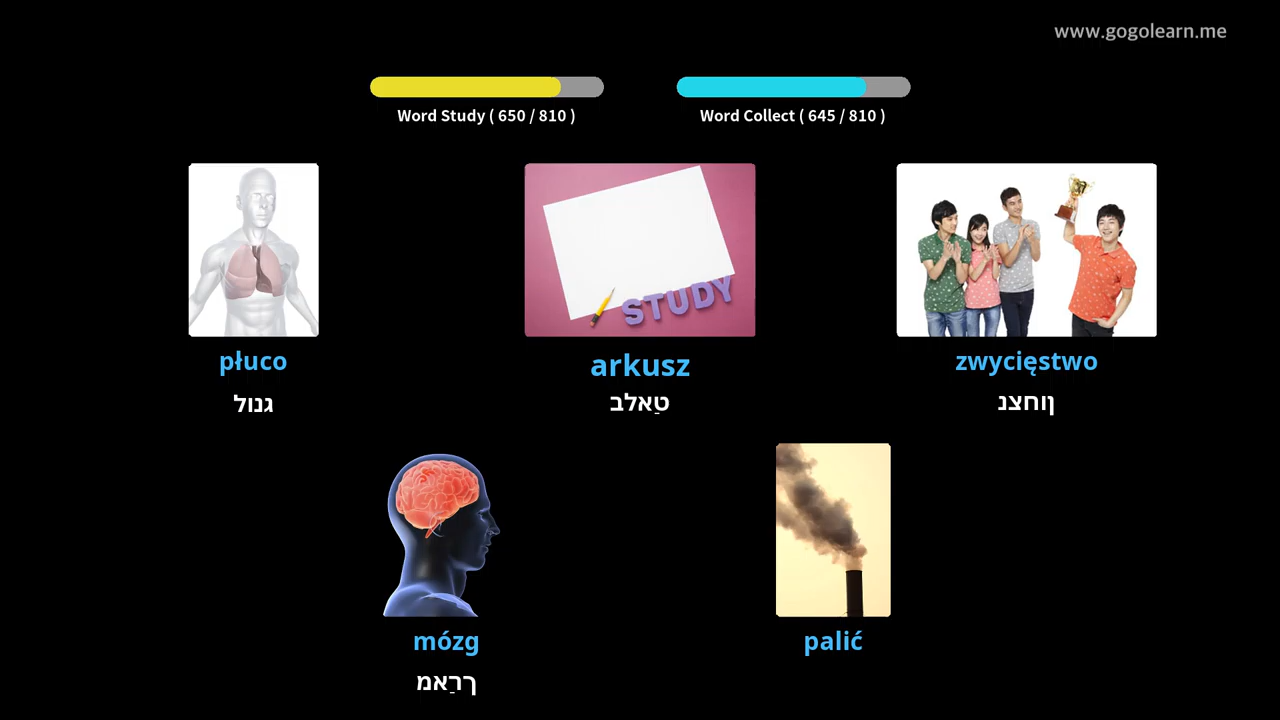 www.gogolearn.me
Word Study ( 650 / 810 )
Word Collect ( 645 / 810 )
STUDY
płuco
arkusz
zwycięstwo
גנול
טַאלב
ןוחצנ
mózg
palić
ךרַאמ